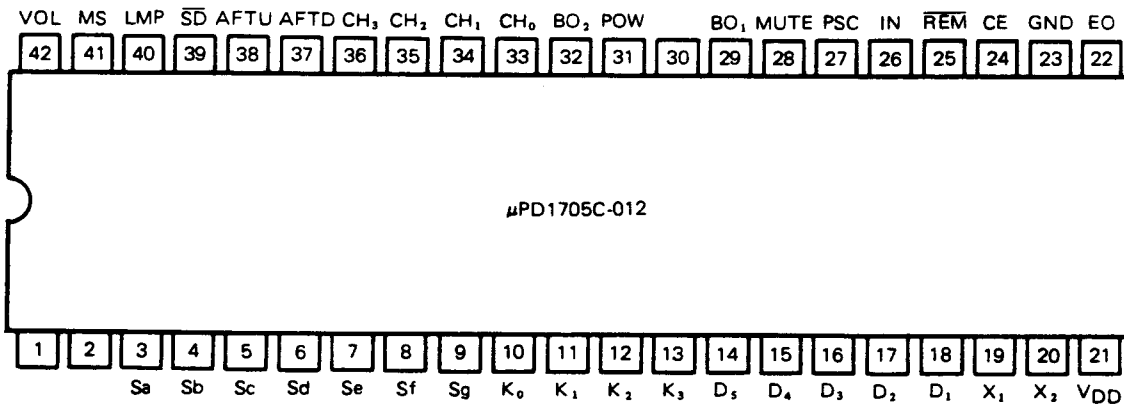 VOL MS LMP S̅D̅ AFTU AFTD CH₃ CH₂ CH₁ CH₀ BO₂ POW BO₁ MUTE PSC IN R̅E̅M̅ CE GND EO
42 41 40 39 38 37 36 35 34 33 32 31 30 29 28 27 26 25 24 23 22
μPD1705C-012
1 2 3 4 5 6 7 8 9 10 11 12 13 14 15 16 17 18 19 20 21
Sa Sb Sc Sd Se Sf Sg K₀ K₁ K₂ K₃ D₅ D₄ D₃ D₂ D₁ X₁ X₂ VDD